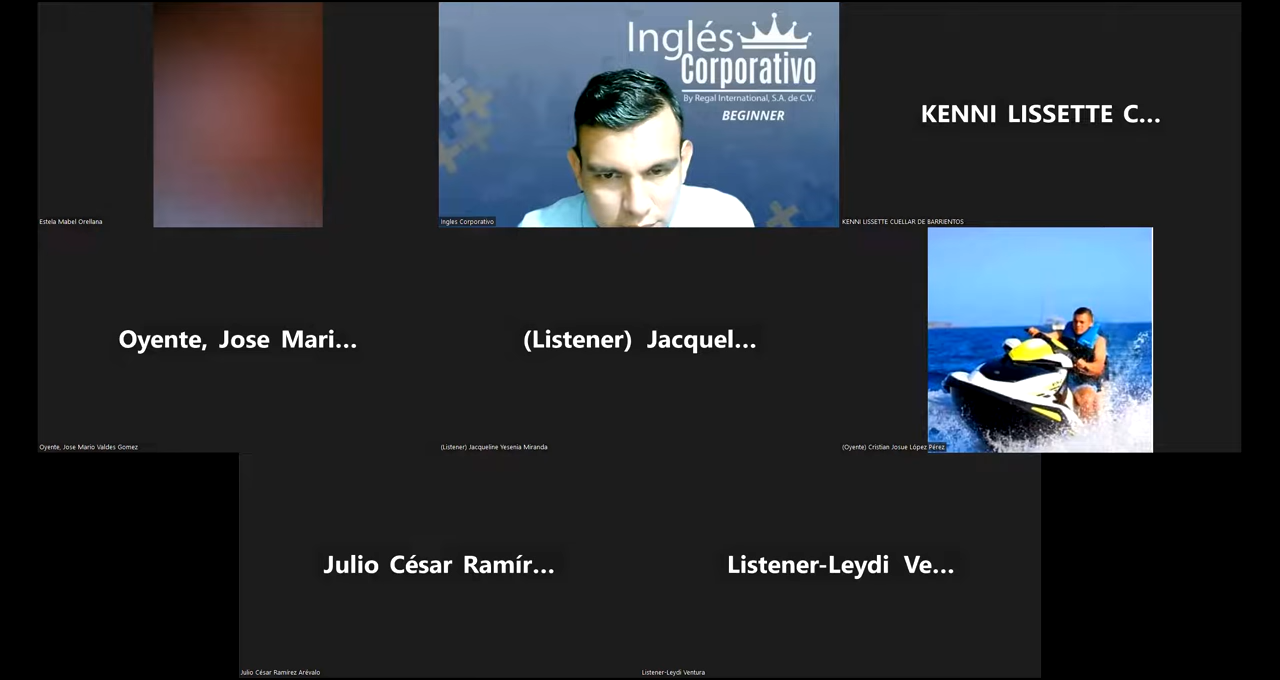 Inglés
Corporativo
By Regal International, S.A. de C.V.
BEGINNER
KENNI LISSETTE C...
Estela Mabel Orellana
Ingles Corporativo
KENNI LISSETTE CUELLAR DE BARRIENTOS
Oyente, Jose Mari...
(Listener) Jacquel...
Oyente, Jose Mario Valdes Gomez
(Listener) Jacqueline Yesenia Miranda
(Oyente) Cristian Josue López Pérez
Julio César Ramír...
Listener-Leydi Ve...
Julio César Ramírez Arévalo
Listener-Leydi Ventura